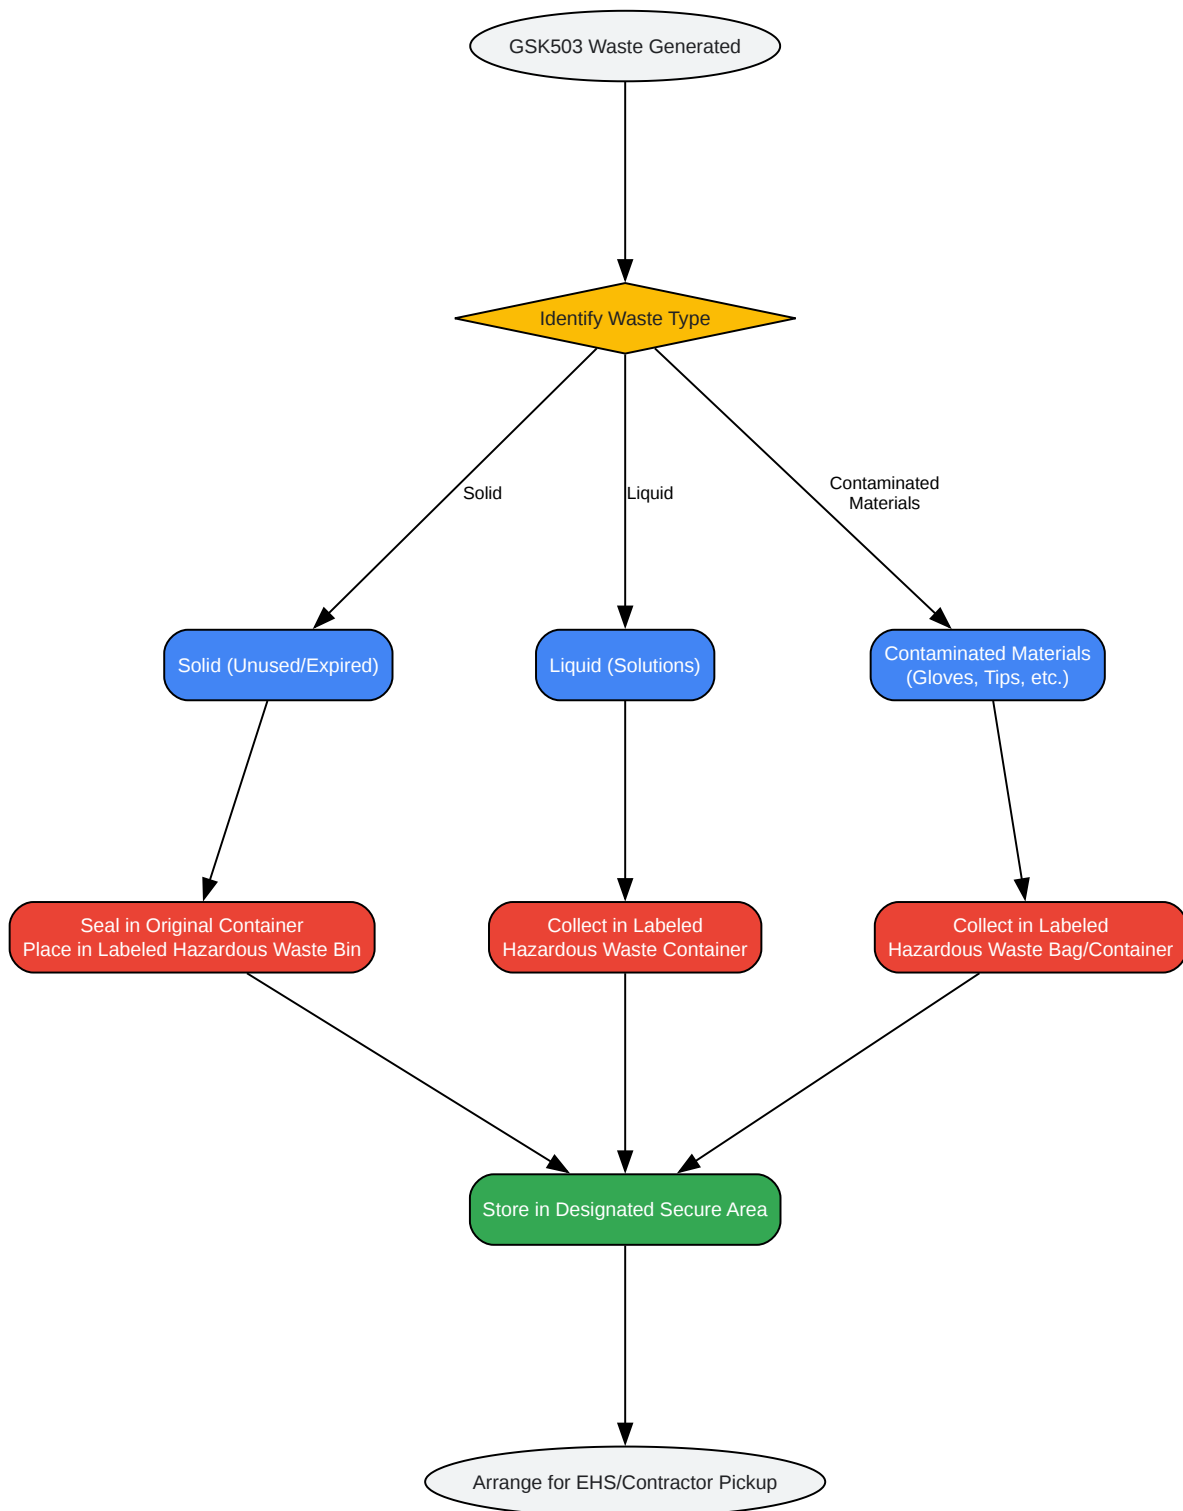 GSK503 Waste Generated
Identify Waste Type
Solid
Liquid
Contaminated
Materials
Solid (Unused/Expired)
Liquid (Solutions)
Contaminated Materials
(Gloves, Tips, etc.)
Seal in Original Container
Place in Labeled Hazardous Waste Bin
Collect in Labeled
Hazardous Waste Container
Collect in Labeled
Hazardous Waste Bag/Container
Store in Designated Secure Area
Arrange for EHS/Contractor Pickup